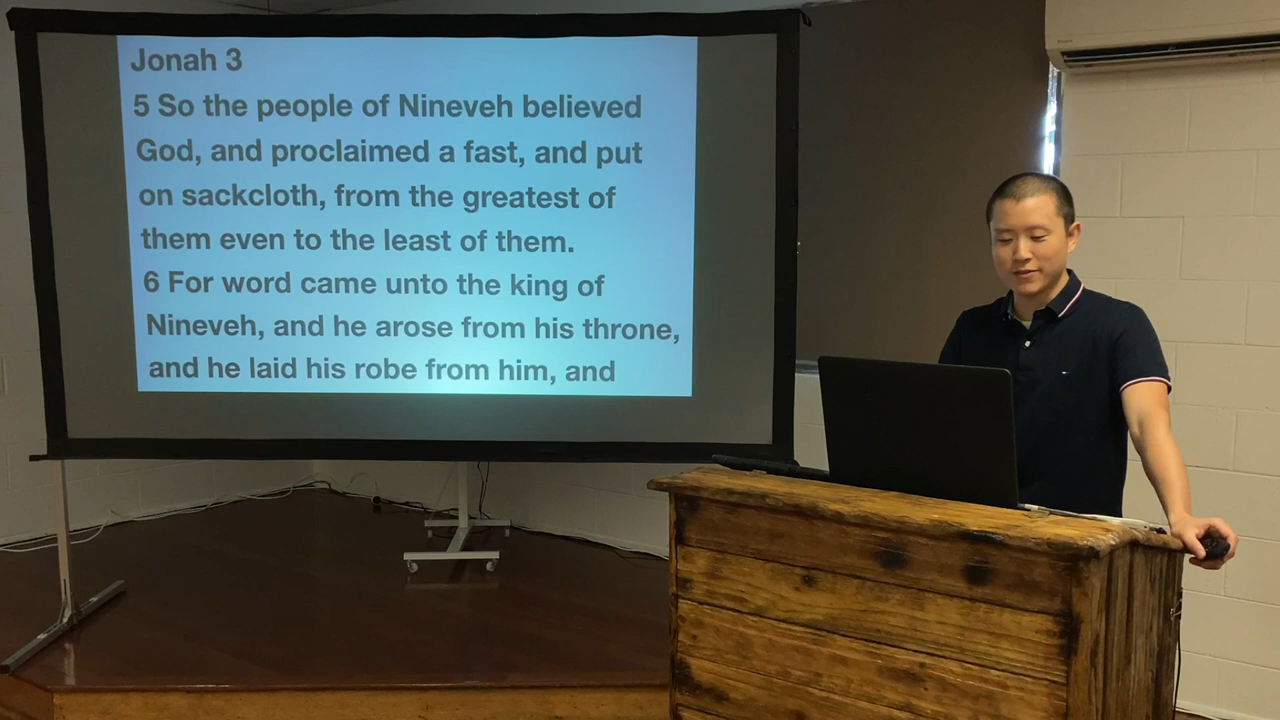 Jonah 3
5 So the people of Nineveh believed
God, and proclaimed a fast, and put
on sackcloth, from the greatest of
them even to the least of them.
6 For word came unto the king of
Nineveh, and he arose from his throne,
and he laid his robe from him, and